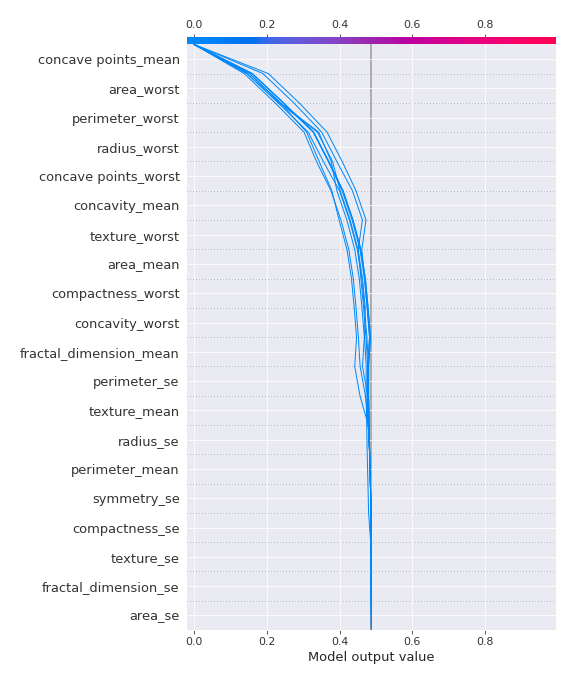 0.0 0.2 0.4 0.6 0.8
concave points_mean
area_worst
perimeter_worst
radius_worst
concave points_worst
concavity_mean
texture_worst
area_mean
compactness_worst
concavity_worst
fractal_dimension_mean
perimeter_se
texture_mean
radius_se
perimeter_mean
symmetry_se
compactness_se
texture_se
fractal_dimension_se
area_se
0.0 0.2 0.4 0.6 0.8
Model output value